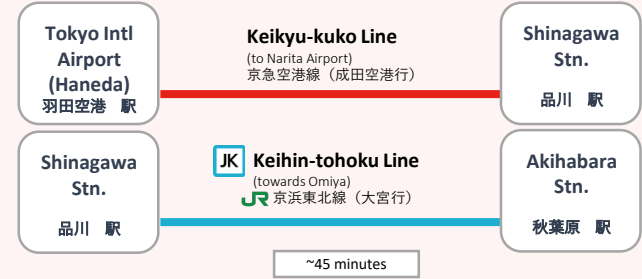 Tokyo Intl
Airport
(Haneda)
羽田空港　駅
Keikyu-kuko Line
(to Narita Airport)
京急空港線（成田空港行）
Shinagawa
Stn.
品川　駅
Shinagawa
Stn.
品川　駅
JK Keihin-tohoku Line
(towards Omiya)
JR 京浜東北線（大宮行）
Akihabara
Stn.
秋葉原　駅
~45 minutes